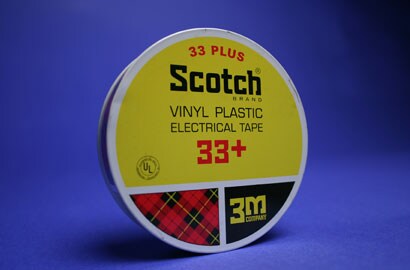 33 PLUS
Scotch®
BRAND
VINYL PLASTIC
ELECTRICAL TAPE
33+
UL
3M
COMPANY